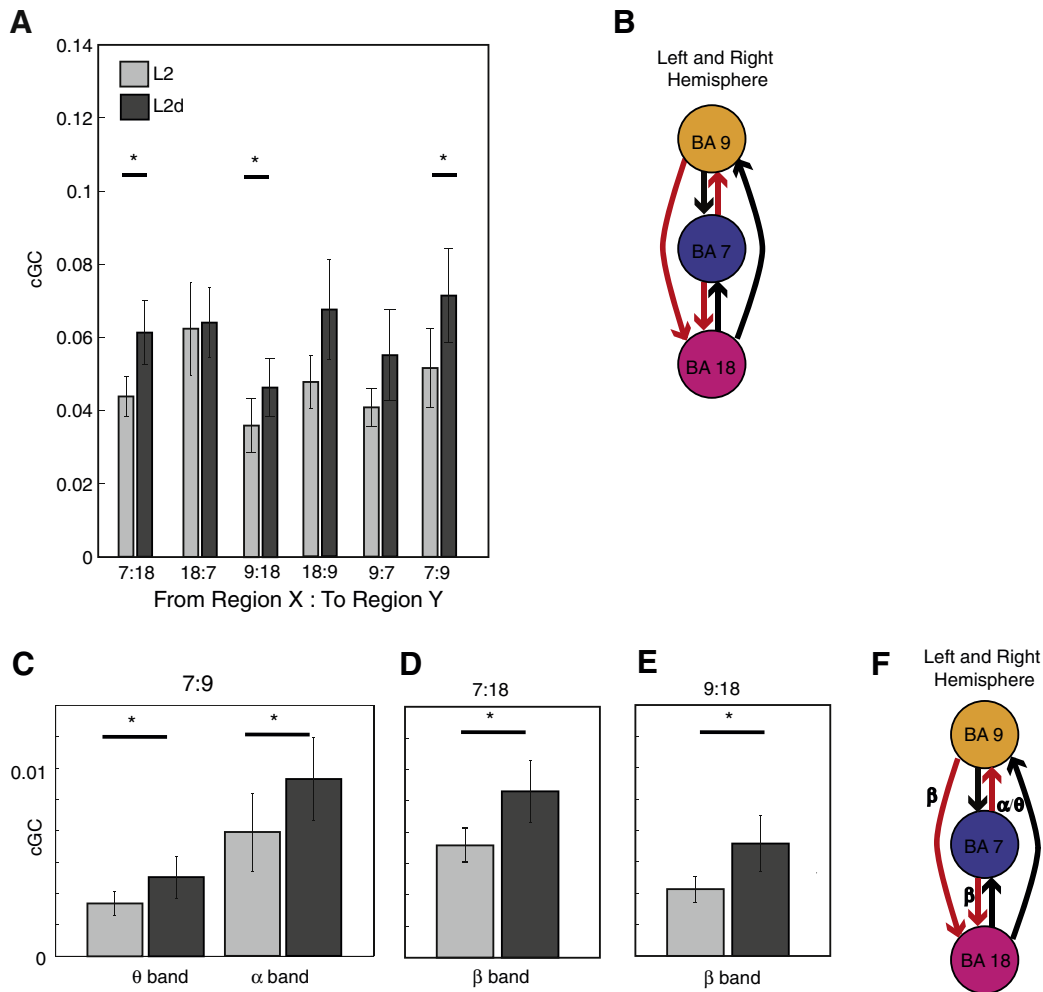 A
0.14
0.12
0.1
0.08
0.06
0.04
0.02
0
cGC
L2
L2d
*
*
*
7:18 18:7 9:18 18:9 9:7 7:9
From Region X : To Region Y
B
Left and Right
Hemisphere
BA 9
BA 7
BA 18
C
7:9
*
*
0.01
cGC
0
θ band α band
D
7:18
*
β band
E
9:18
*
β band
F
Left and Right
Hemisphere
BA 9
β
α/θ
BA 7
β
BA 18